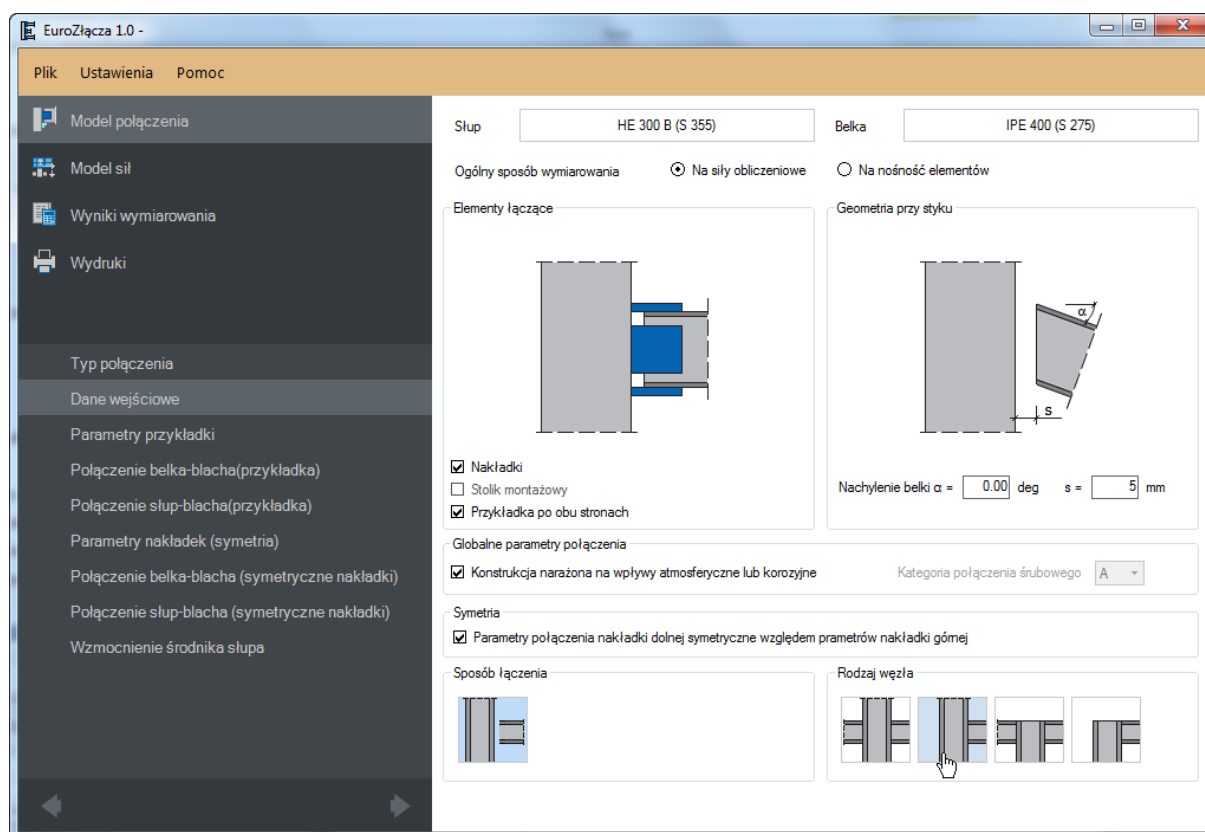 EuroZłącza 1.0 -
Plik Ustawienia Pomoc
Model połączenia
Model sił
Wyniki wymiarowania
Wydruki
Typ połączenia
Dane wejściowe
Parametry przykładki
Połączenie belka-blacha(przykładka)
Połączenie słup-blacha(przykładka)
Parametry nakładek (symetria)
Połączenie belka-blacha (symetryczne nakładki)
Połączenie słup-blacha (symetryczne nakładki)
Wzmocnienie środnika słupa
Słup HE 300 B (S 355) Belka IPE 400 (S 275)
Ogólny sposób wymiarowania Na siły obliczeniowe Na nośność elementów
Elementy łączące
Nakładki
Stolik montażowy
Przykładka po obu stronach
Geometria przy styku
α
s
Nachylenie belki α = 0.00 deg s = 5 mm
Globalne parametry połączenia
Konstrukcja narażona na wpływy atmosferyczne lub korozyjne Kategoria połączenia śrubowego A
Symetria
Parametry połączenia nakładki dolnej symetryczne względem prametrów nakładki górnej
Sposób łączenia
Rodzaj węzła